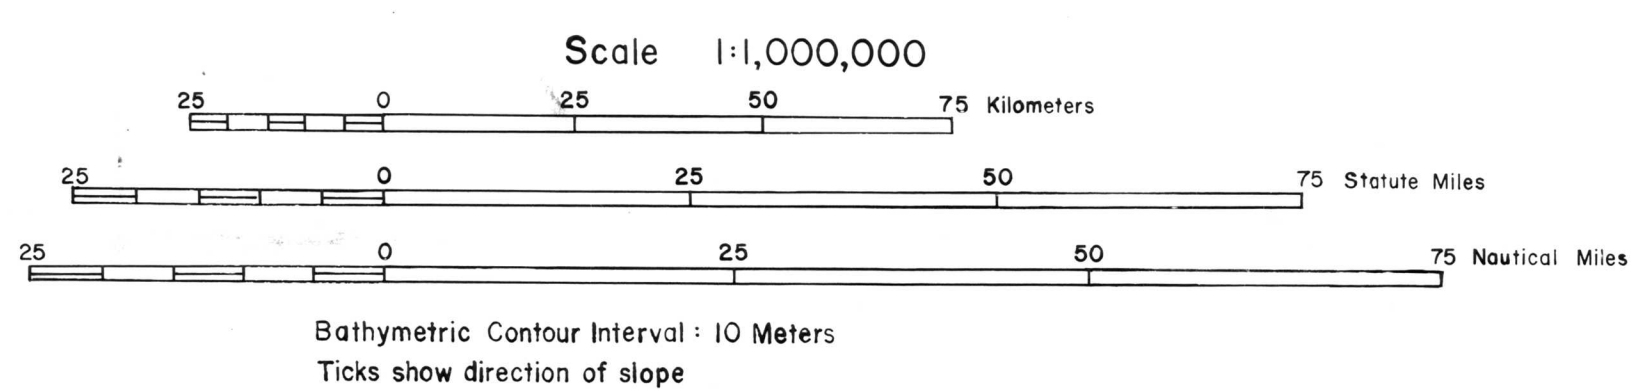 Scale 1:1,000,000
25 0 25 50 75 Kilometers
25 0 25 50 75 Statute Miles
25 0 25 50 75 Nautical Miles
Bathymetric Contour Interval : 10 Meters
Ticks show direction of slope